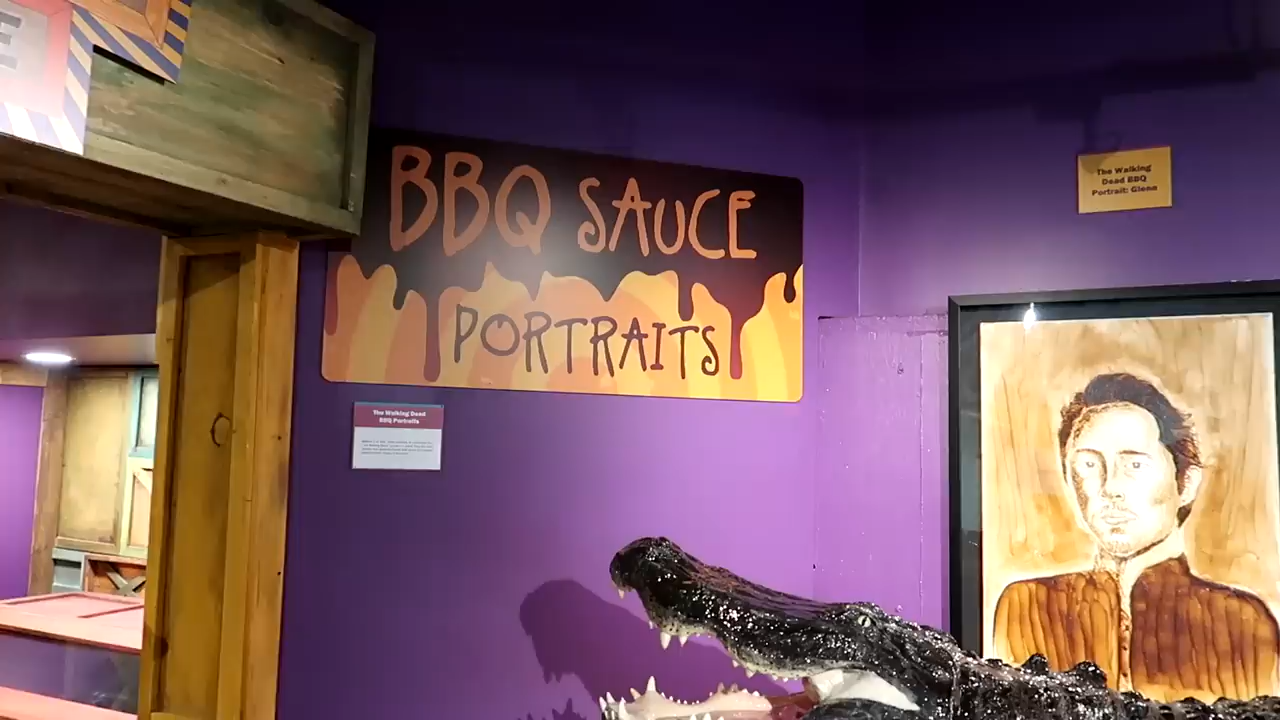 E
BBQ SAUCE
PORTRAITS
The Walking
Dead BBQ
Portrait: Glenn
The Walking Dead
BBQ Portraits